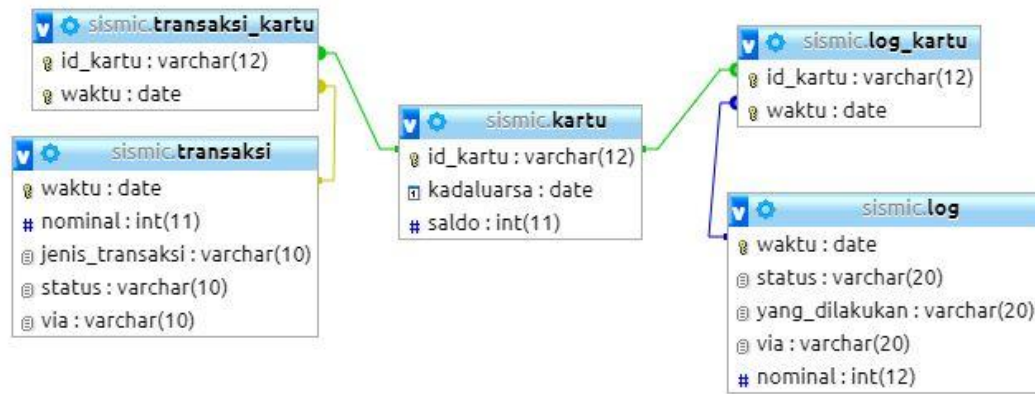 sismic.transaksi_kartu
id_kartu : varchar(12)
waktu : date
sismic.transaksi
waktu : date
# nominal : int(11)
jenis_transaksi : varchar(10)
status : varchar(10)
via : varchar(10)
sismic.kartu
id_kartu : varchar(12)
kadaluarsa : date
# saldo : int(11)
sismic.log_kartu
id_kartu : varchar(12)
waktu : date
sismic.log
waktu : date
status : varchar(20)
yang_dilakukan : varchar(20)
via : varchar(20)
# nominal : int(12)